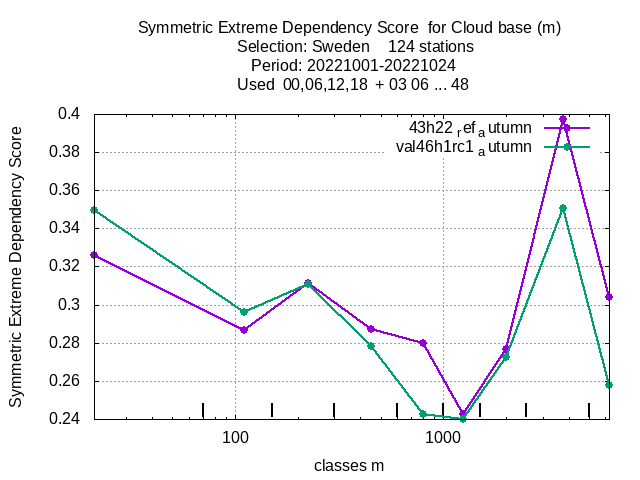 Symmetric Extreme Dependency Score for Cloud base (m)
Selection: Sweden 124 stations
Period: 20221001-20221024
Used 00,06,12,18 + 03 06 ... 48
43h22 ref a utumn
val46h1rc1 a utumn
Symmetric Extreme Dependency Score
0.4
0.38
0.36
0.34
0.32
0.3
0.28
0.26
0.24
100 1000
classes m